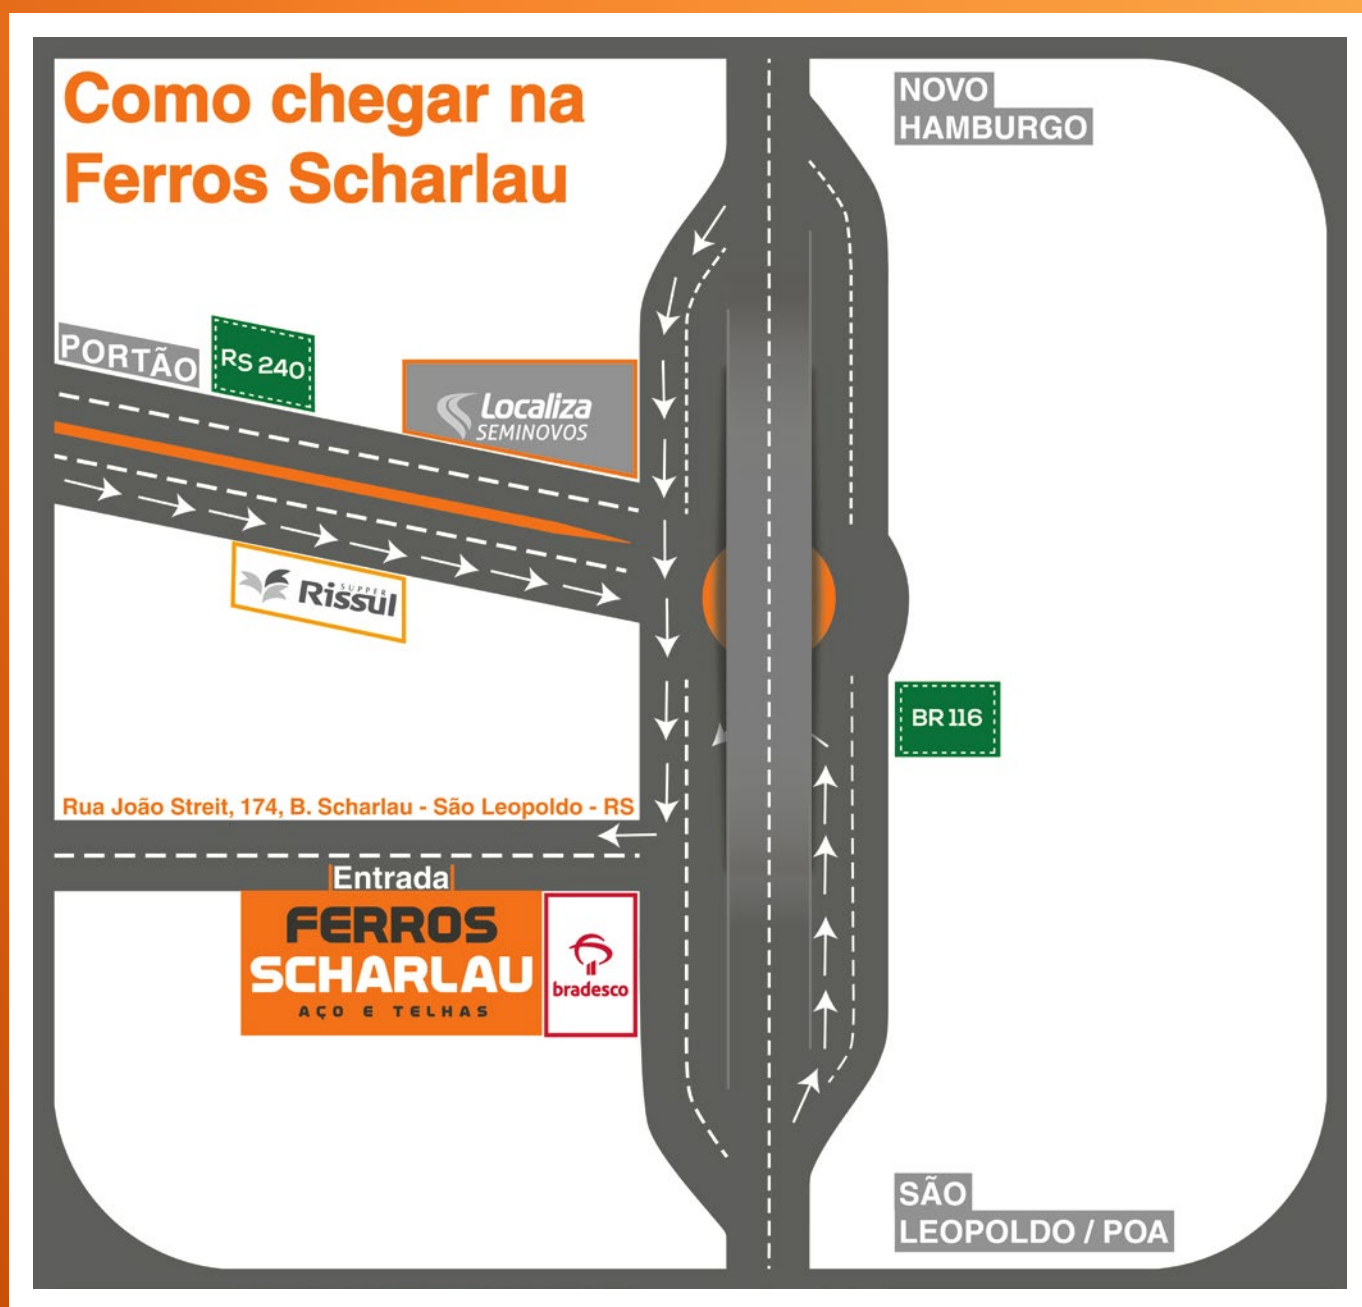 Como chegar na
Ferros Scharlau
NOVO
HAMBURGO
PORTÃO
RS 240
Localiza
SEMINOVOS
SUPPER
Rissul
BR 116
Rua João Streit, 174, B. Scharlau - São Leopoldo - RS
Entrada
FERROS
SCHARLAU
AÇO E TELHAS
bradesco
SÃO
LEOPOLDO / POA